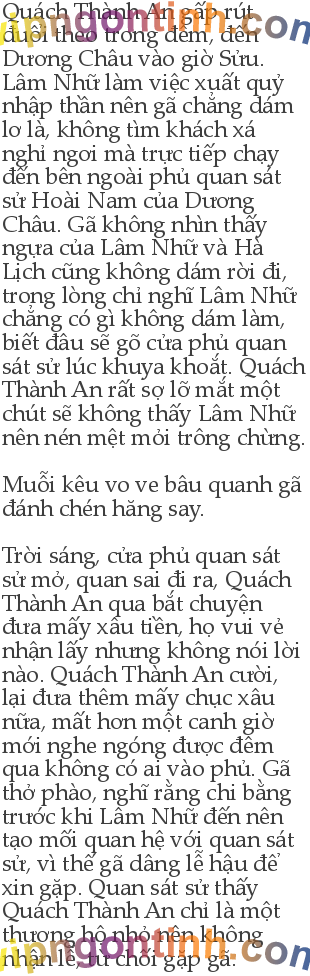 Quách Thành An gấp rút
đuổi theo trong đêm, đến
Dương Châu vào giờ Sửu.
Lâm Nhữ làm việc xuất quỷ
nhập thần nên gã chẳng dám
lơ là, không tìm khách xá
nghỉ ngơi mà trực tiếp chạy
đến bên ngoài phủ quan sát
sử Hoài Nam của Dương
Châu. Gã không nhìn thấy
ngựa của Lâm Nhữ và Hà
Lịch cũng không dám rời đi,
trong lòng chỉ nghĩ Lâm Nhữ
chẳng có gì không dám làm,
biết đâu sẽ gõ cửa phủ quan
sát sử lúc khuya khoắt. Quách
Thành An rất sợ lỡ mắt một
chút sẽ không thấy Lâm Nhữ
nên nén mệt mỏi trông chừng.
Muỗi kêu vo ve bâu quanh gã
đánh chén hăng say.
Trời sáng, cửa phủ quan sát
sử mở, quan sai đi ra, Quách
Thành An qua bắt chuyện
đưa mấy xâu tiền, họ vui vẻ
nhận lấy nhưng không nói lời
nào. Quách Thành An cười,
lại đưa thêm mấy chục xâu
nữa, mất hơn một canh giờ
mới nghe ngóng được đêm
qua không có ai vào phủ. Gã
thở phào, nghĩ rằng chi bằng
trước khi Lâm Nhữ đến nên
tạo mối quan hệ với quan sát
sử, vì thế gã dâng lễ hậu để
xin gặp. Quan sát sử thấy
Quách Thành An chỉ là một
thương hộ nhỏ nên không
nhận lễ, từ chối gặp gã.
vipngontinh.com
vipngontinh.com